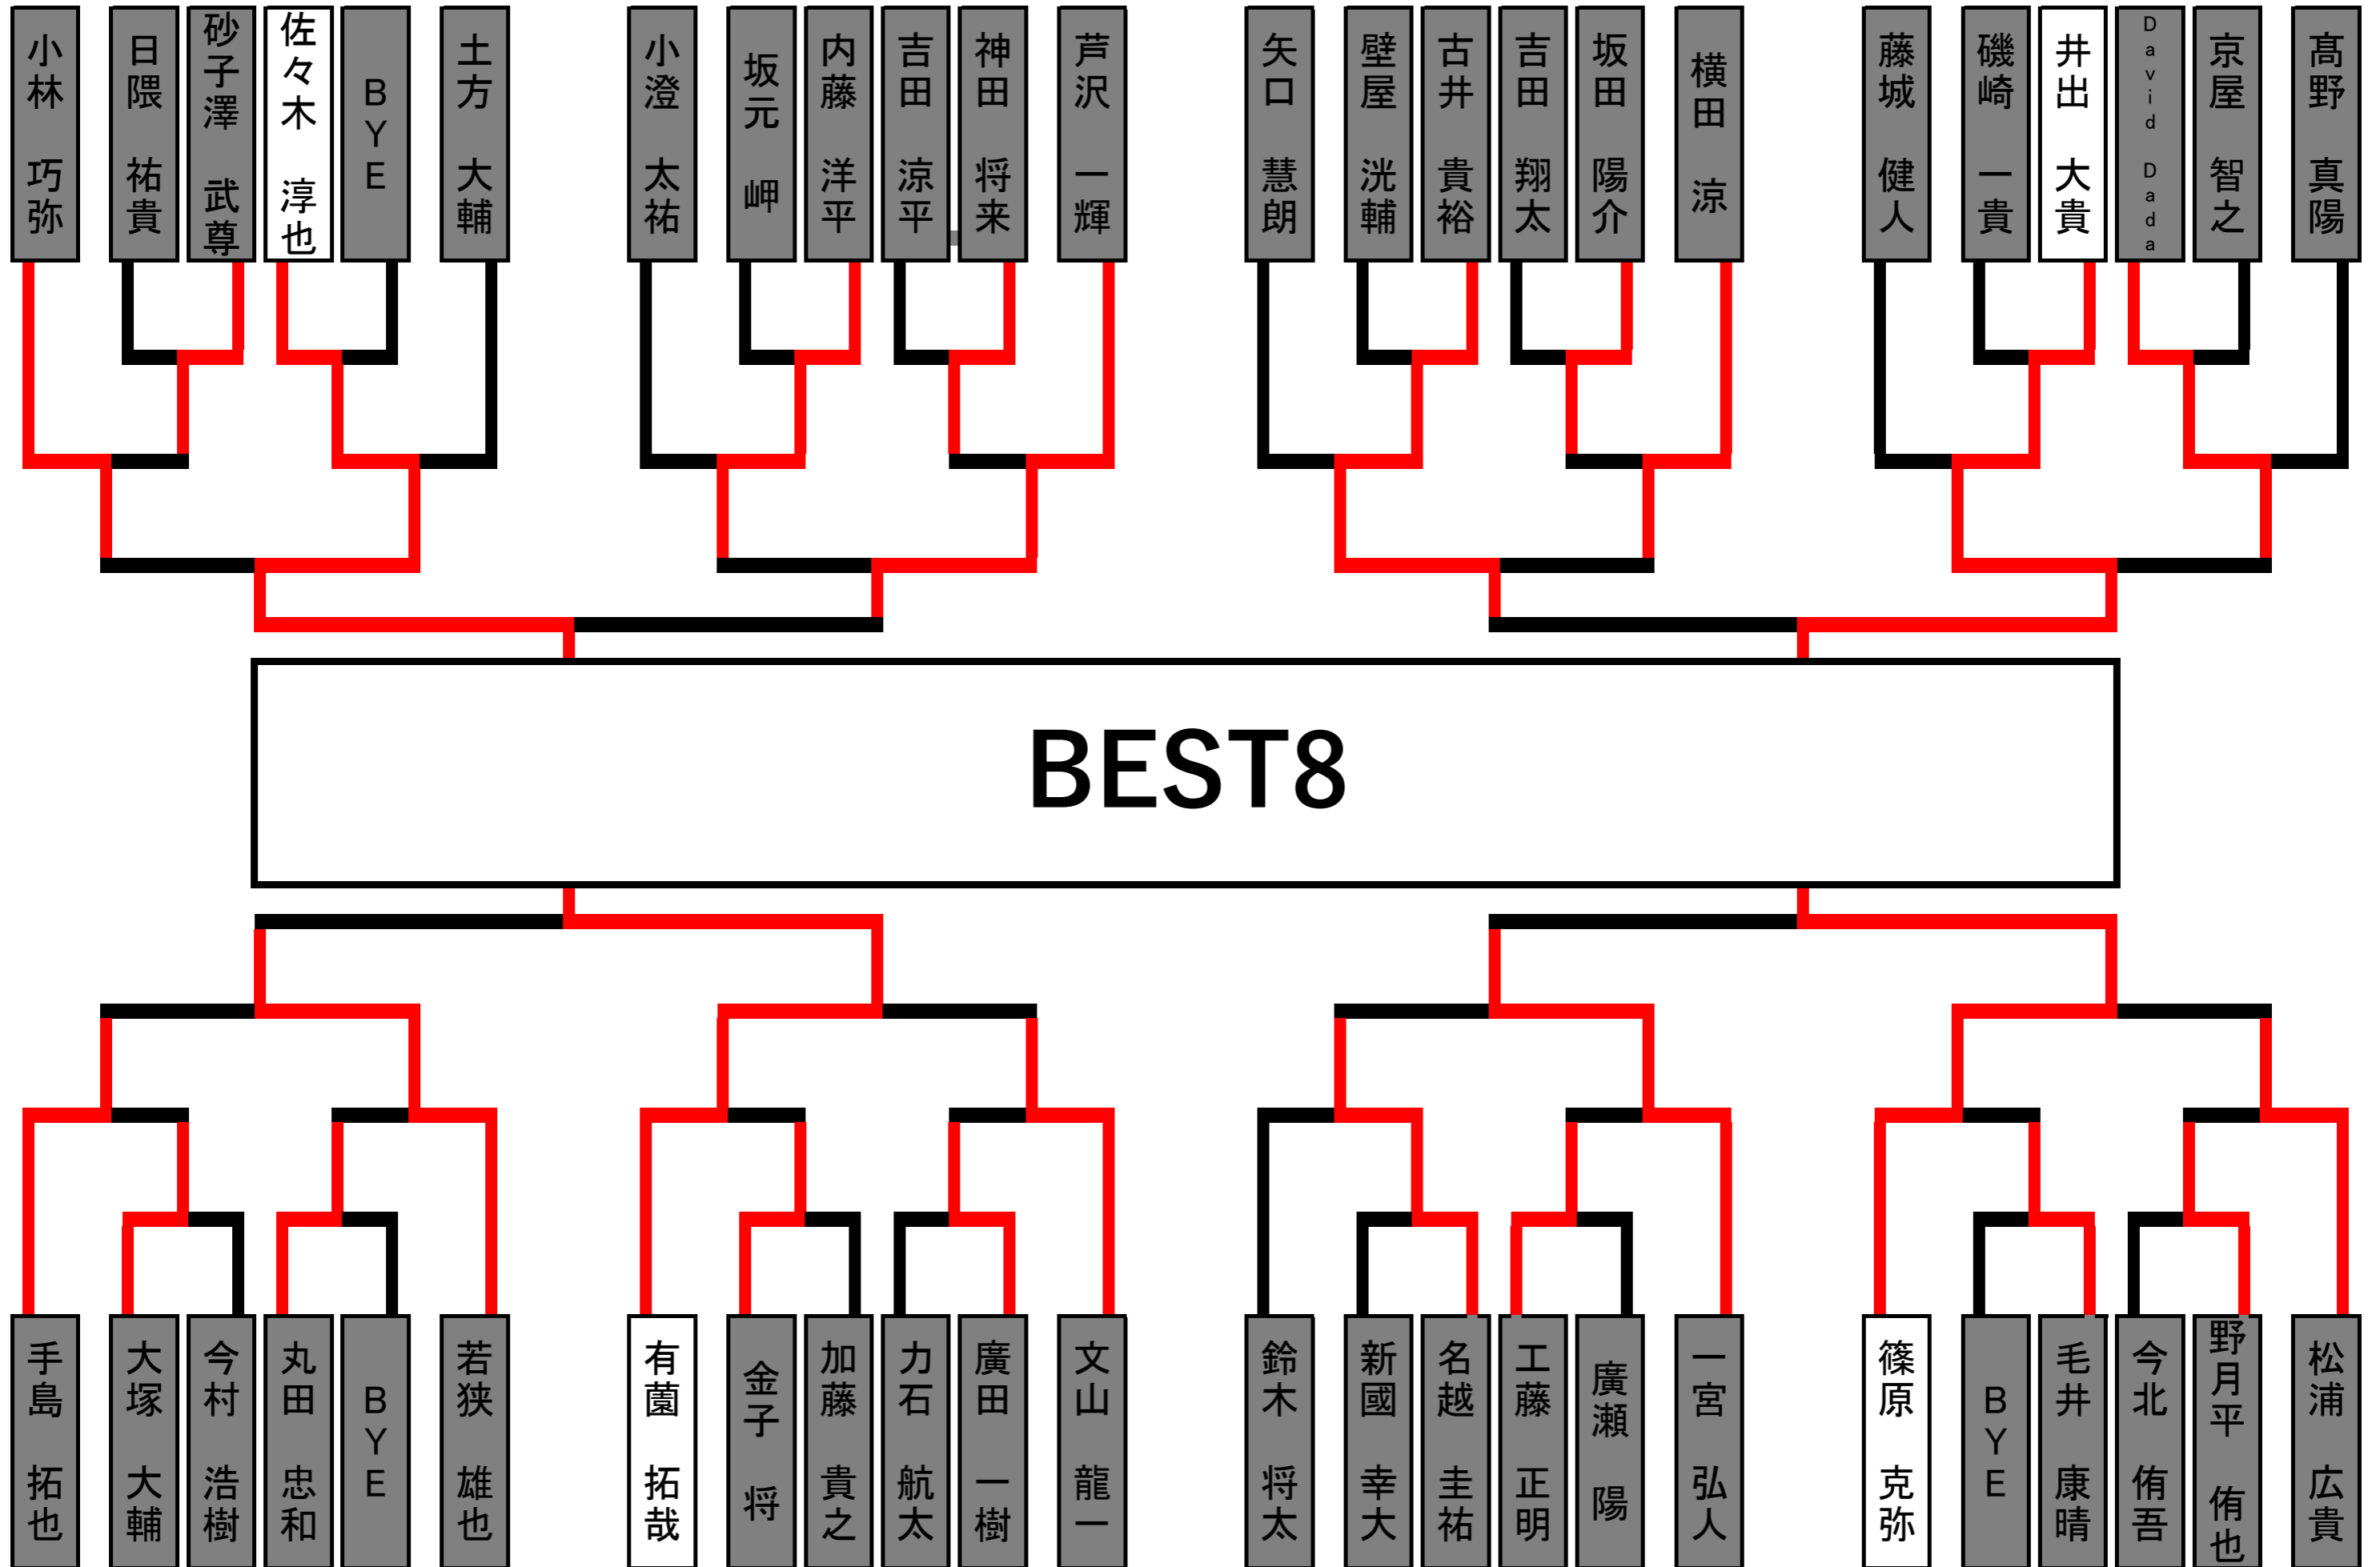 小林 巧弥
日隈 祐貴
砂子澤 武尊
佐々木 淳也
BYE
土方 大輔
小澄 太祐
坂元 岬
内藤 洋平
吉田 涼平
神田 将来
芦沢 一輝
矢口 慧朗
壁屋 洸輔
古井 貴裕
吉田 翔太
坂田 陽介
横田 涼
藤城 健人
磯崎 一貴
井出 大貴
David Dada
京屋 智之
髙野 真陽
BEST8
手島 拓也
大塚 大輔
今村 浩樹
丸田 忠和
BYE
若狭 雄也
有薗 拓哉
金子 将
加藤 貴之
力石 航太
廣田 一樹
文山 龍一
鈴木 将太
新國 幸大
名越 圭祐
工藤 正明
廣瀬 陽
一宮 弘人
篠原 克弥
BYE
毛井 康晴
今北 侑吾
野月平 侑也
松浦 広貴